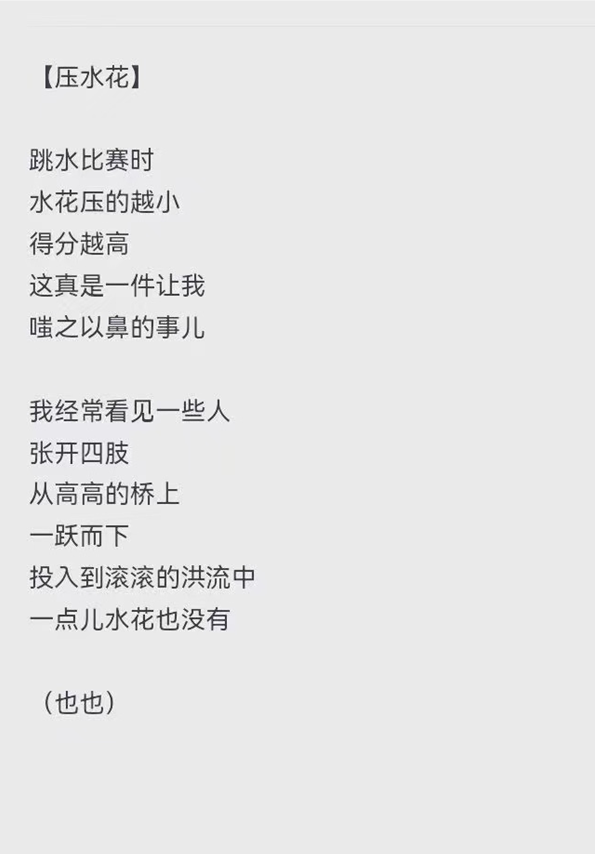 【压水花】
跳水比赛时
水花压的越小
得分越高
这真是一件让我
嗤之以鼻的事儿
我经常看见一些人
张开四肢
从高高的桥上
一跃而下
投入到滚滚的洪流中
一点儿水花也没有
（也也）